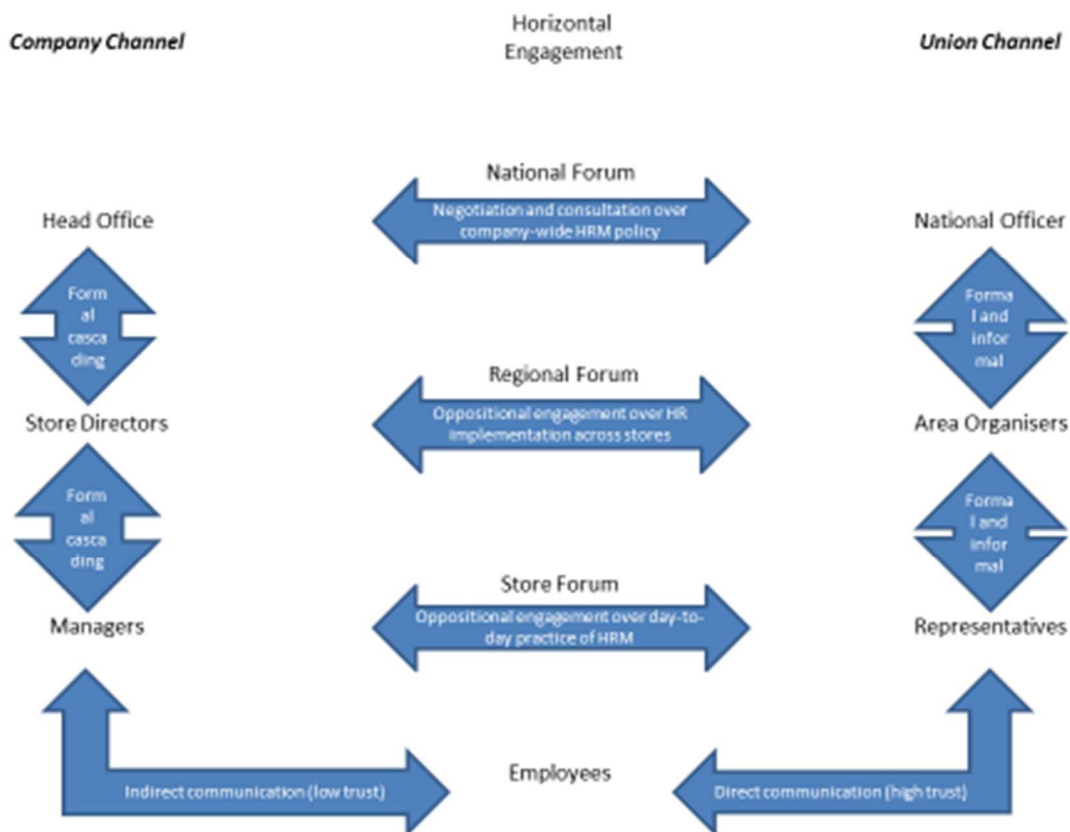 Company Channel
Horizontal
Engagement
Union Channel
National Forum
Head Office
Negotiation and consultation over
company-wide HRM policy
National Officer
Form
al
casca
ding
Forma
l and
infor
mal
Regional Forum
Store Directors
Oppositional engagement over HR
implementation across stores
Area Organisers
Form
al
casca
ding
Forma
l and
infor
mal
Store Forum
Managers
Oppositional engagement over day-to-
day practice of HRM
Representatives
Employees
Indirect communication (low trust)
Direct communication (high trust)